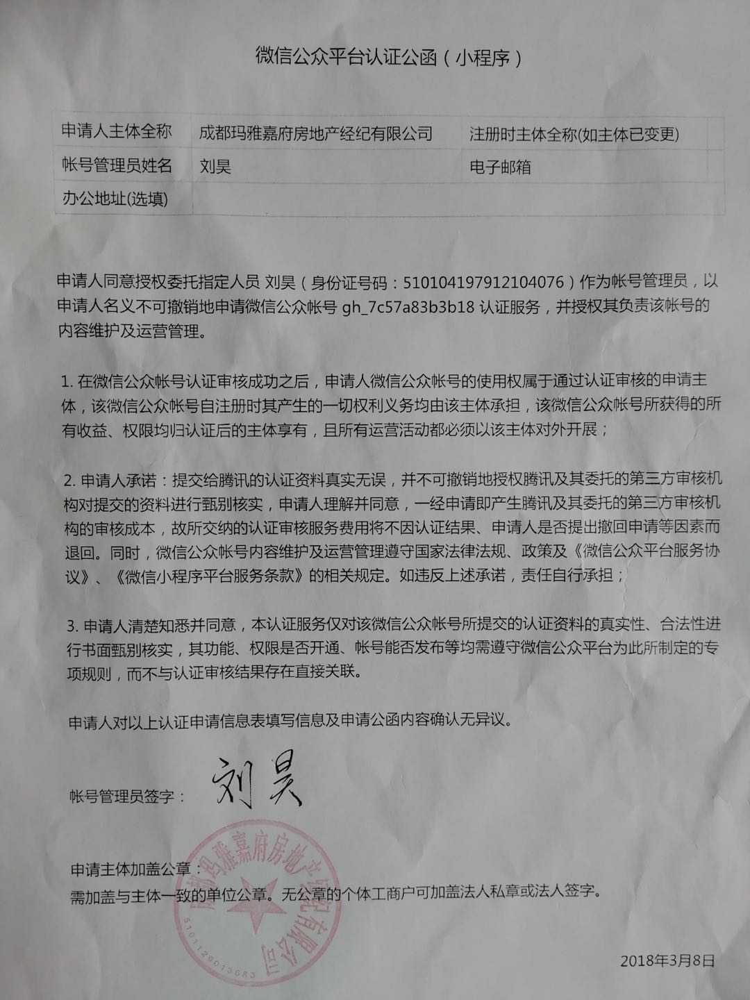 微信公众平台认证公函（小程序）
申请人主体全称 成都玛雅嘉府房地产经纪有限公司 注册时主体全称(如主体已变更)
帐号管理员姓名 刘昊 电子邮箱
办公地址(选填)
申请人同意授权委托指定人员 刘昊（身份证号码：510104197912104076）作为帐号管理员，以
申请人名义不可撤销地申请微信公众帐号 gh_7c57a83b3b18 认证服务，并授权其负责该帐号的
内容维护及运营管理。
1. 在微信公众帐号认证审核成功之后，申请人微信公众帐号的使用权属于通过认证审核的申请主
体，该微信公众帐号自注册时其产生的一切权利义务均由该主体承担，该微信公众帐号所获得的所
有收益、权限均归认证后的主体享有，且所有运营活动都必须以该主体对外开展；
2. 申请人承诺：提交给腾讯的认证资料真实无误，并不可撤销地授权腾讯及其委托的第三方审核机
构对提交的资料进行甄别核实，申请人理解并同意，一经申请即产生腾讯及其委托的第三方审核机
构的审核成本，故所交纳的认证审核服务费用将不因认证结果、申请人是否提出撤回申请等因素而
退回。同时，微信公众帐号内容维护及运营管理遵守国家法律法规、政策及《微信公众平台服务协
议》、《微信小程序平台服务条款》的相关规定。如违反上述承诺，责任自行承担；
3. 申请人清楚知悉并同意，本认证服务仅对该微信公众帐号所提交的认证资料的真实性、合法性进
行书面甄别核实，其功能、权限是否开通、帐号能否发布等均需遵守微信公众平台为此所制定的专
项规则，而不与认证审核结果存在直接关联。
申请人对以上认证申请信息表填写信息及申请公函内容确认无异议。
帐号管理员签字： 刘昊
申请主体加盖公章：
需加盖与主体一致的单位公章。无公章的个体工商户可加盖法人私章或法人签字。
成都玛雅嘉府房地产经纪有限公司
5101129013683
2018年3月8日